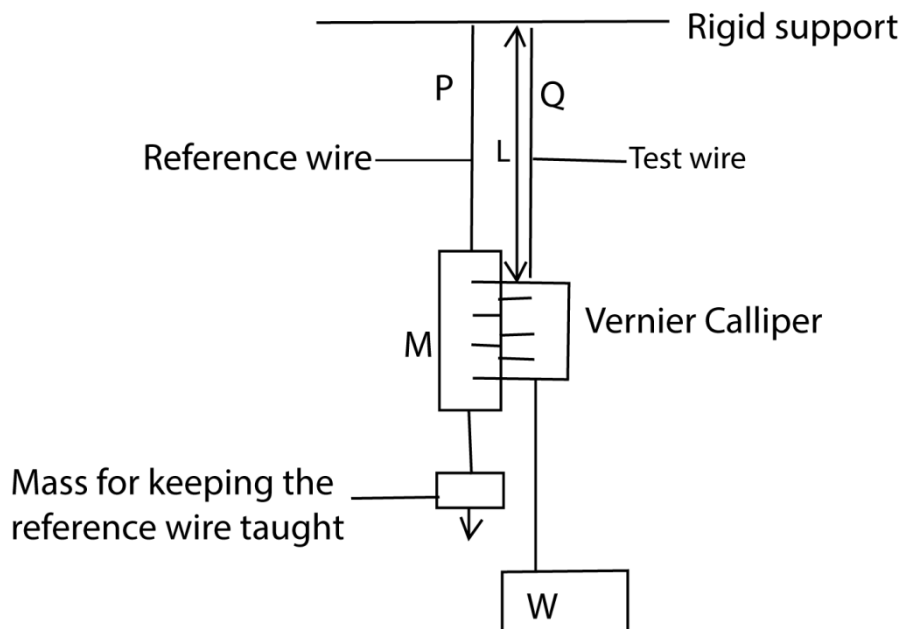 Rigid support
P
Q
Reference wire
L
Test wire
Vernier Calliper
M
Mass for keeping the
reference wire taught
W